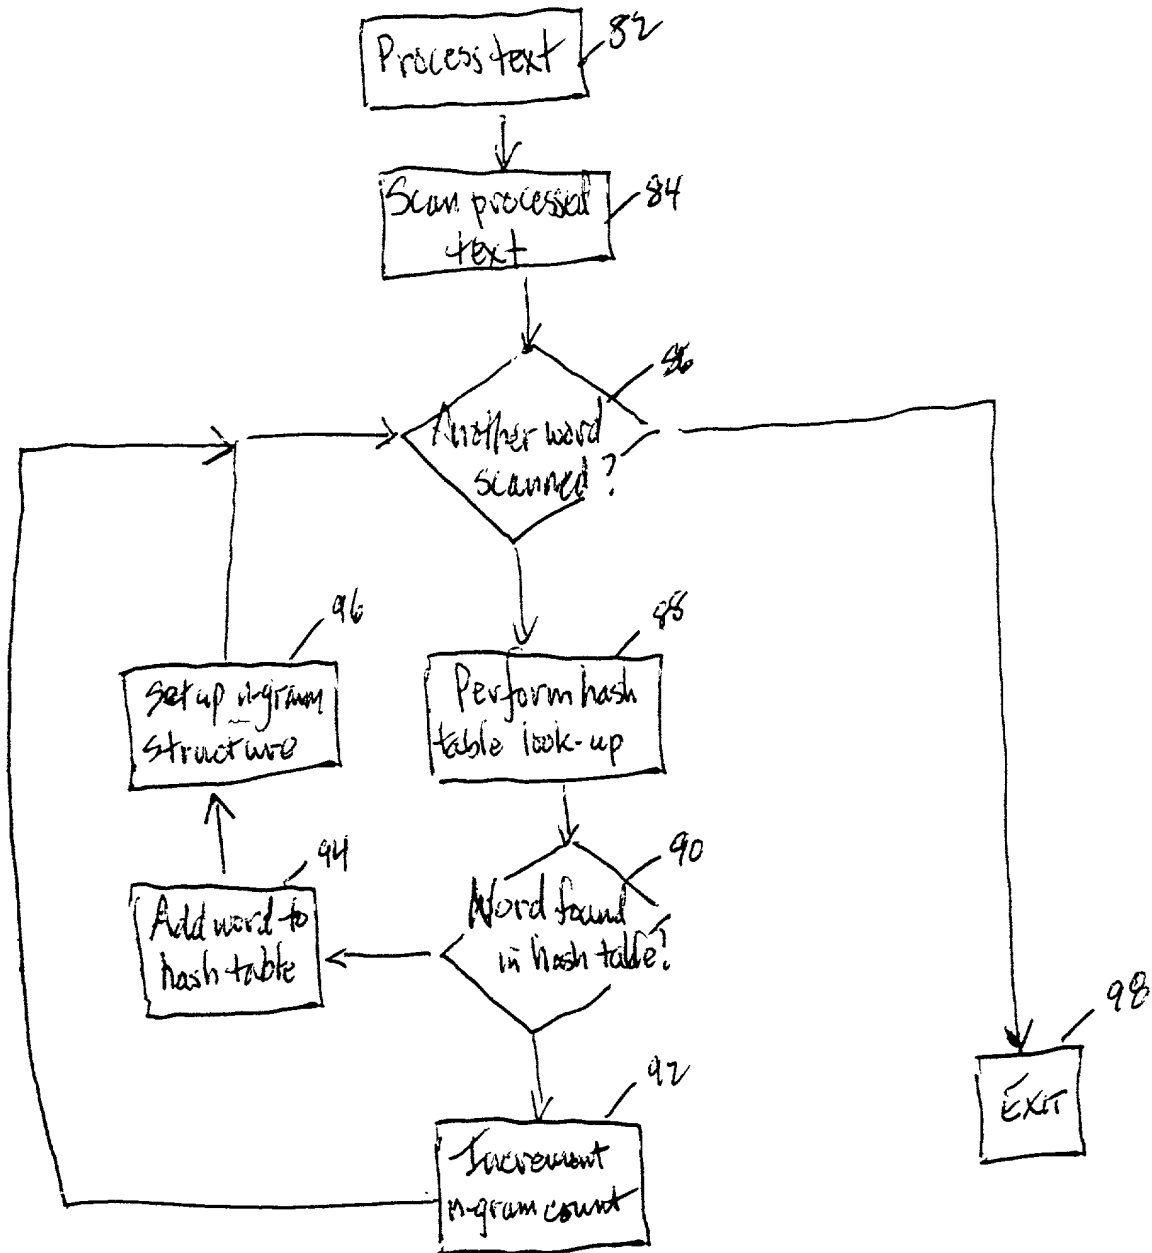 Process text
82
Scan processed
text
84
86
Another word
scanned?
96
Set up n-gram
structure
88
Perform hash
table look-up
94
Add word to
hash table
90
Word found
in hash table?
98
EXIT
92
Increment
n-gram count